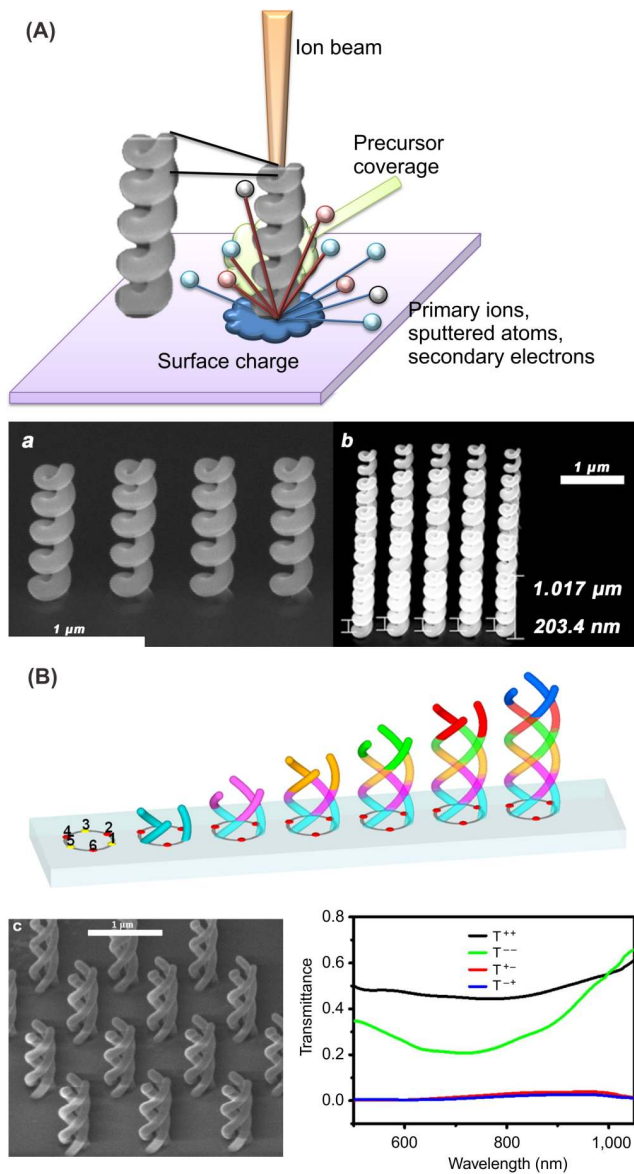 (A)
Ion beam
Precursor
coverage
Primary ions,
sputtered atoms,
secondary electrons
Surface charge
a
1 µm
b
1 µm
1.017 µm
203.4 nm
(B)
1
2
3
4
5
6
c
1 µm
Transmittance
0.8
0.6
0.4
0.2
0.0
T++
T−−
T+−
T−+
600
800
1,000
Wavelength (nm)